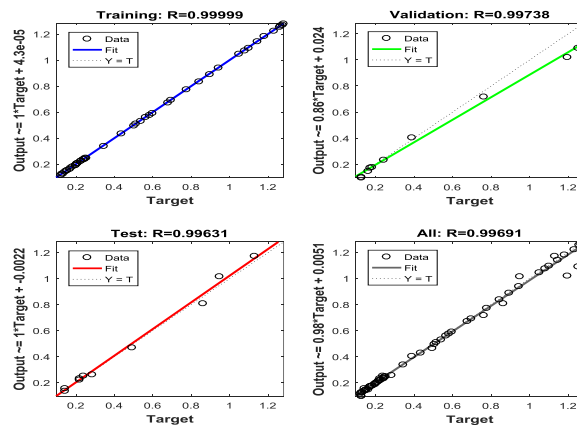 Training: R=0.99999
Output ~= 1*Target + 4.3e-05
1.2
1
0.8
0.6
0.4
0.2
Data
Fit
Y = T
0.2 0.4 0.6 0.8 1 1.2
Target
Validation: R=0.99738
Output ~= 0.86*Target + 0.024
1.2
1
0.8
0.6
0.4
0.2
Data
Fit
Y = T
0.2 0.4 0.6 0.8 1 1.2
Target
Test: R=0.99631
Output ~= 1*Target + -0.0022
1.2
1
0.8
0.6
0.4
0.2
Data
Fit
Y = T
0.2 0.4 0.6 0.8 1 1.2
Target
All: R=0.99691
Output ~= 0.98*Target + 0.0051
1.2
1
0.8
0.6
0.4
0.2
Data
Fit
Y = T
0.2 0.4 0.6 0.8 1 1.2
Target